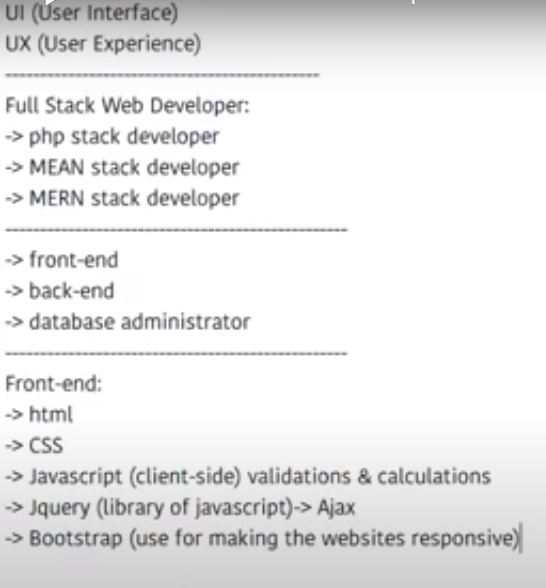 UI (User Interface)
UX (User Experience)
------------------------------------------------
Full Stack Web Developer:
-> php stack developer
-> MEAN stack developer
-> MERN stack developer
----------------------------------------------------
-> front-end
-> back-end
-> database administrator
----------------------------------------------------
Front-end:
-> html
-> CSS
-> Javascript (client-side) validations & calculations
-> Jquery (library of javascript)-> Ajax
-> Bootstrap (use for making the websites responsive)